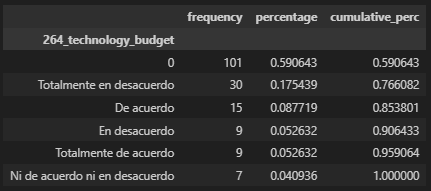 frequency percentage cumulative_perc
264_technology_budget
0 101 0.590643 0.590643
Totalmente en desacuerdo 30 0.175439 0.766082
De acuerdo 15 0.087719 0.853801
En desacuerdo 9 0.052632 0.906433
Totalmente de acuerdo 9 0.052632 0.959064
Ni de acuerdo ni en desacuerdo 7 0.040936 1.000000